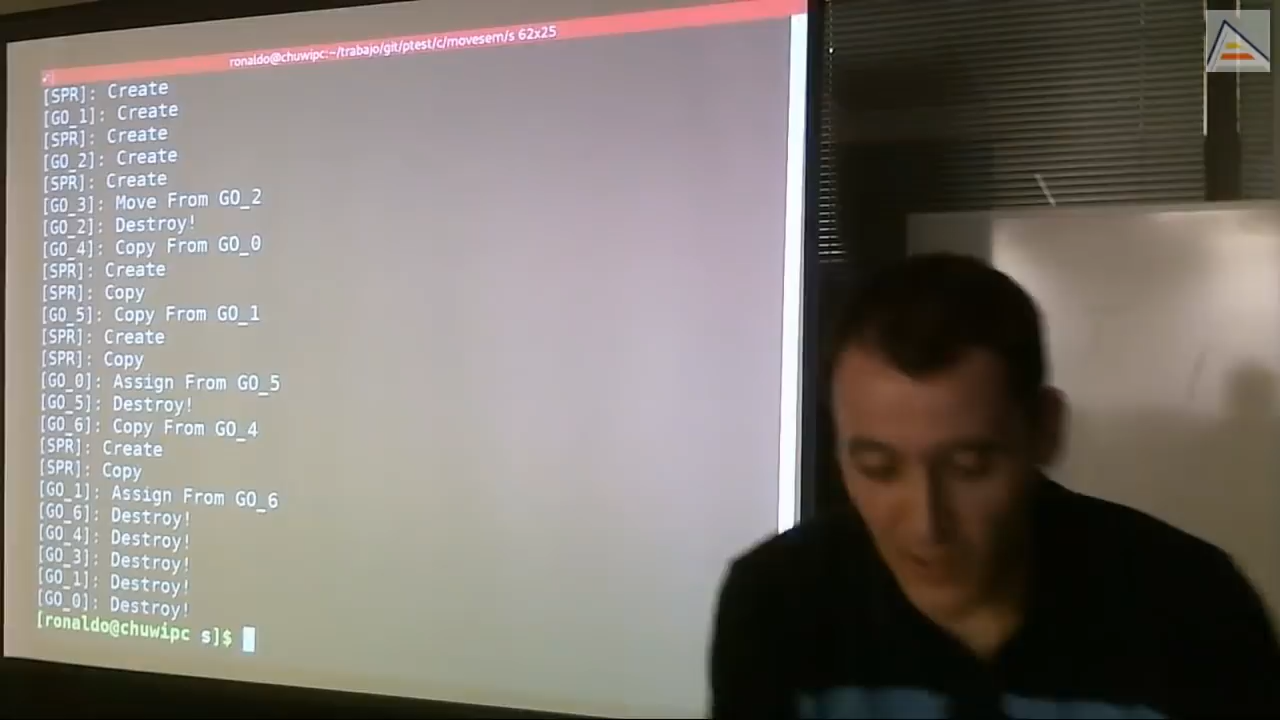 ronaldo@chuwipc:~/trabajo/git/ptest/c/movesem/s 62x25
[SPR]: Create
[GO_1]: Create
[SPR]: Create
[GO_2]: Create
[SPR]: Create
[GO_3]: Move From GO_2
[GO_2]: Destroy!
[GO_4]: Copy From GO_0
[SPR]: Create
[SPR]: Copy
[GO_5]: Copy From GO_1
[SPR]: Create
[SPR]: Copy
[GO_0]: Assign From GO_5
[GO_5]: Destroy!
[GO_6]: Copy From GO_4
[SPR]: Create
[SPR]: Copy
[GO_1]: Assign From GO_6
[GO_6]: Destroy!
[GO_4]: Destroy!
[GO_3]: Destroy!
[GO_1]: Destroy!
[GO_0]: Destroy!
[ronaldo@chuwipc s]$